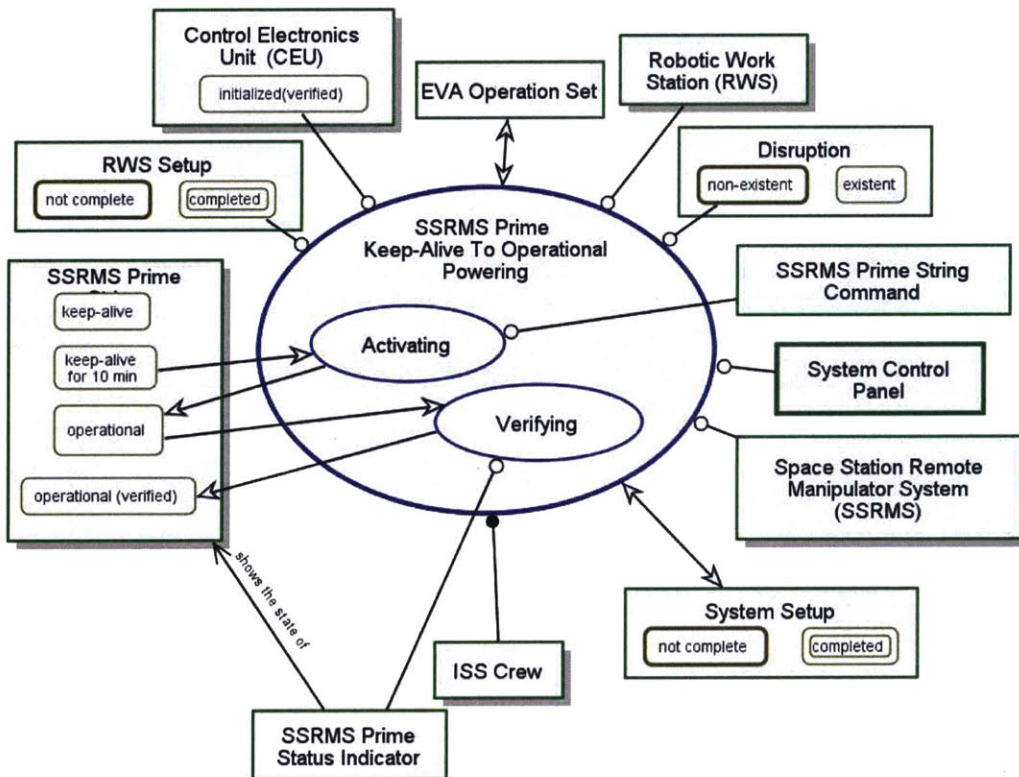 Control Electronics
Unit (CEU)
initialized(verified)
EVA Operation Set
Robotic Work
Station (RWS)
RWS Setup
not complete
completed
Disruption
non-existent
existent
SSRMS Prime
Keep-Alive To Operational
Powering
SSRMS Prime
keep-alive
keep-alive
for 10 min
operational
operational (verified)
Activating
Verifying
SSRMS Prime String
Command
System Control
Panel
Space Station Remote
Manipulator System
(SSRMS)
shows the state of
System Setup
not complete
completed
ISS Crew
SSRMS Prime
Status Indicator